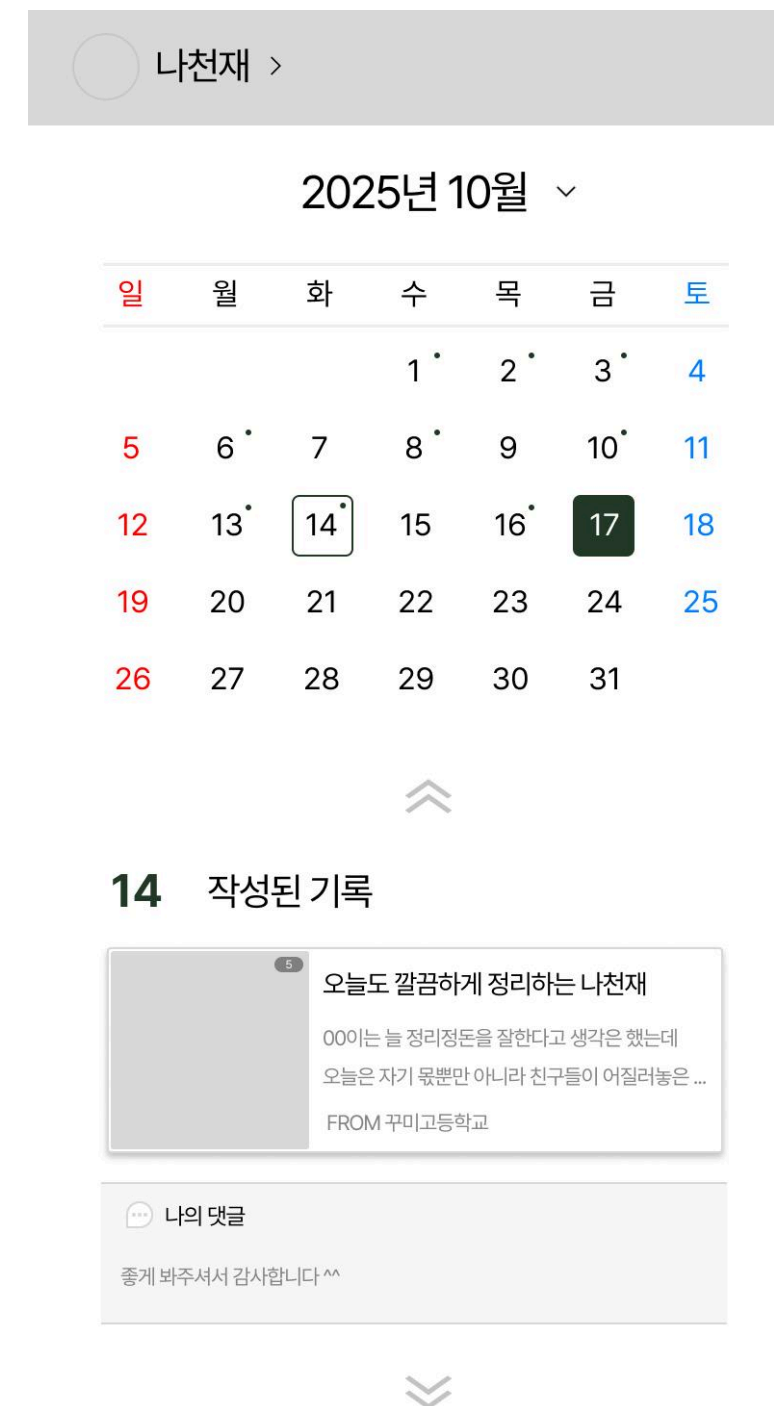 나천재 >
2025년 10월
일 월 화 수 목 금 토
1 2 3 4
5 6 7 8 9 10 11
12 13 14 15 16 17 18
19 20 21 22 23 24 25
26 27 28 29 30 31
14 작성된 기록
5
오늘도 깔끔하게 정리하는 나천재
00이는 늘 정리정돈을 잘한다고 생각은 했는데
오늘은 자기 몫뿐만 아니라 친구들이 어질러놓은 ...
FROM 꾸미고등학교
나의 댓글
좋게 봐주셔서 감사합니다 ^^